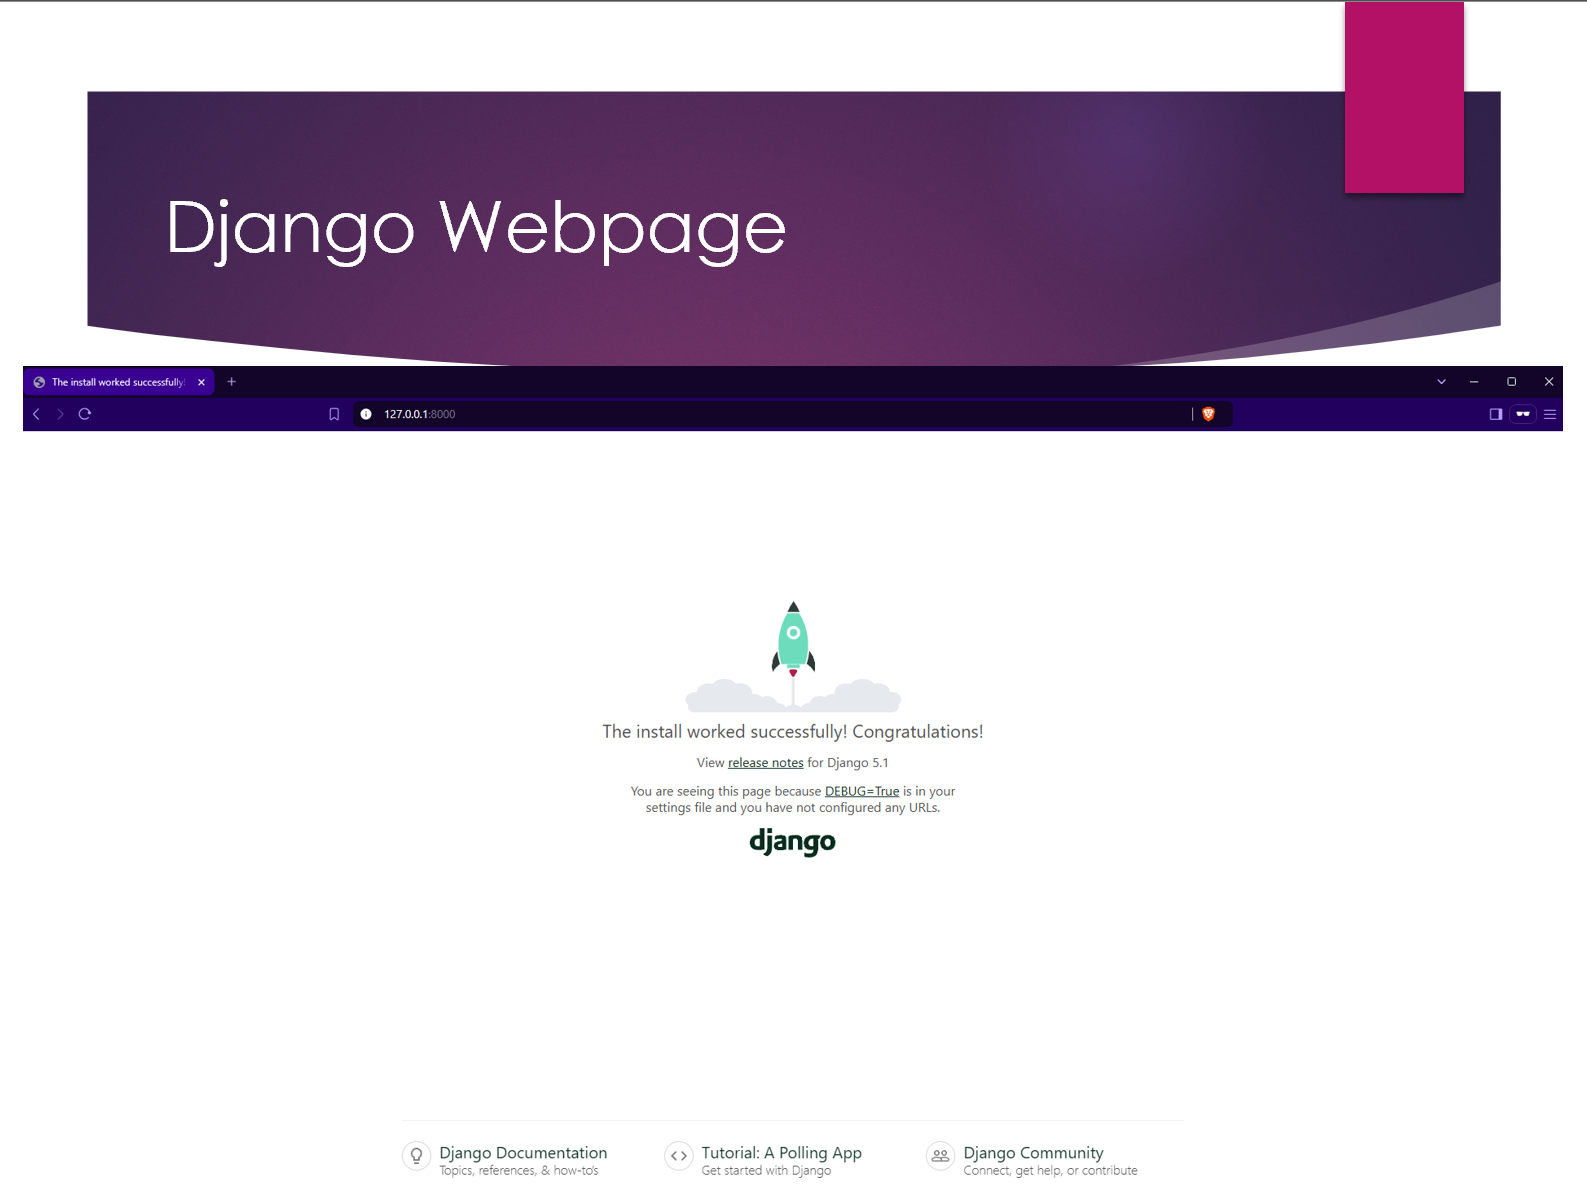 Django Webpage
The install worked successfully!
127.0.0.1:8000
The install worked successfully! Congratulations!
View release notes for Django 5.1
You are seeing this page because DEBUG=True is in your
settings file and you have not configured any URLs.
django
Django Documentation
Topics, references, & how-to's
Tutorial: A Polling App
Get started with Django
Django Community
Connect, get help, or contribute